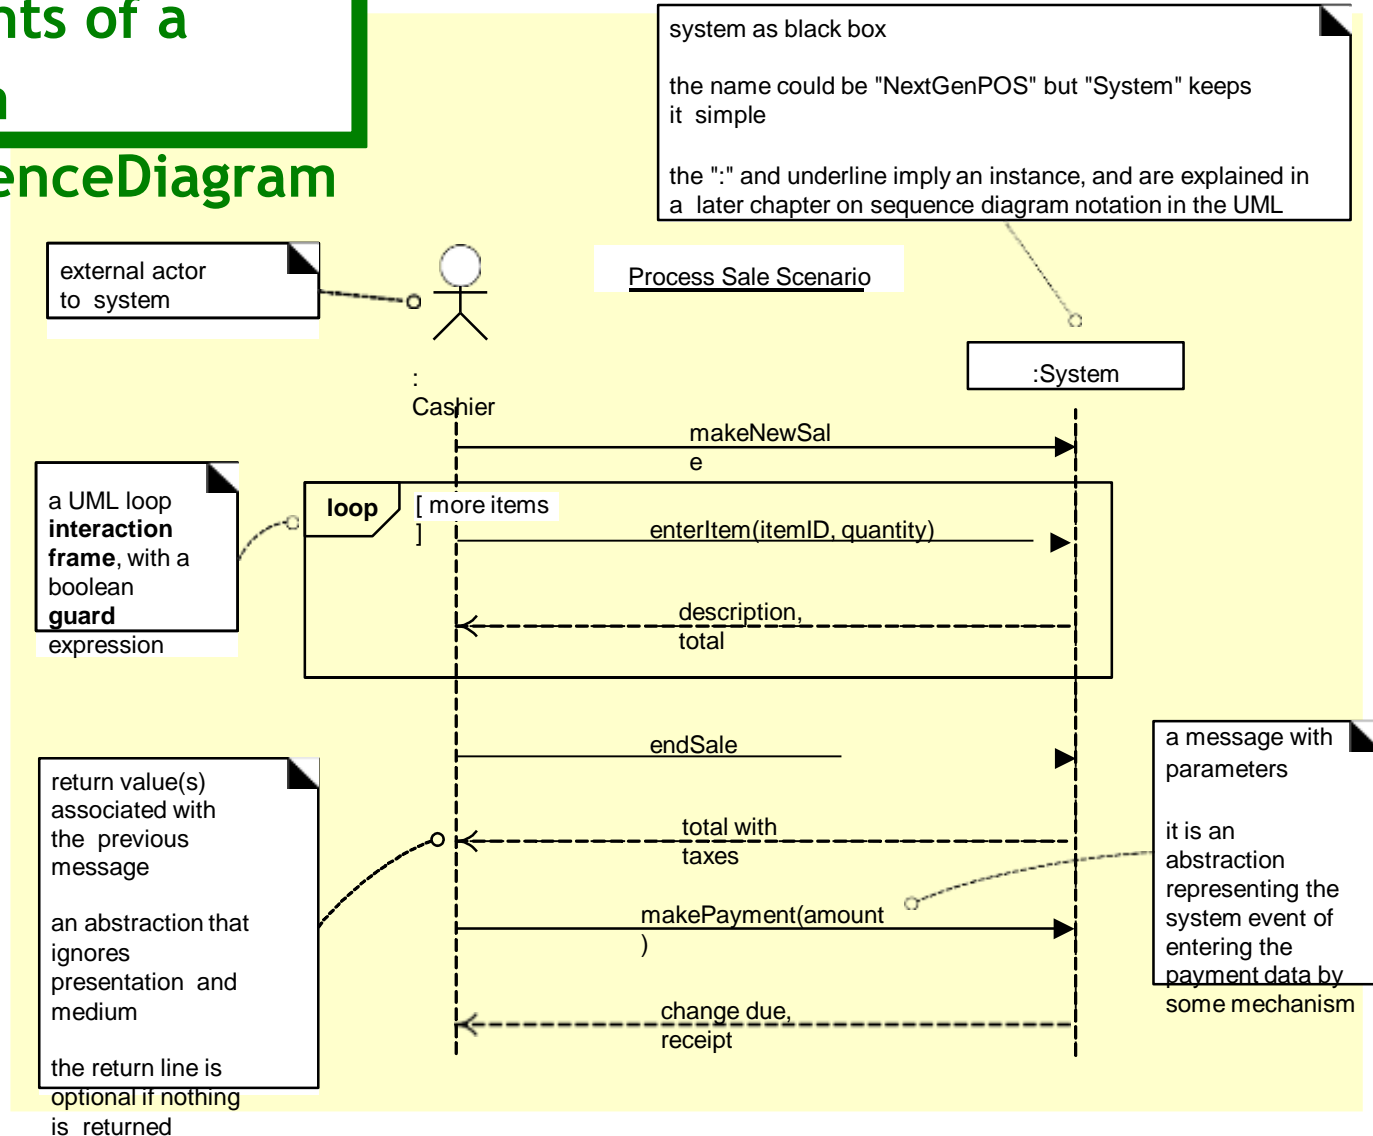 nts of a
enceDiagram
system as black box
the name could be "NextGenPOS" but "System" keeps
it simple
the ":" and underline imply an instance, and are explained in
a later chapter on sequence diagram notation in the UML
external actor
to system
Process Sale Scenario
:
Cashier
:System
makeNewSal
e
a UML loop
interaction
frame, with a
boolean
guard
expression
loop
[ more items
]
enterItem(itemID, quantity)
description,
total
endSale
return value(s)
associated with
the previous
message
an abstraction that
ignores
presentation and
medium
the return line is
optional if nothing
is returned
total with
taxes
makePayment(amount
)
change due,
receipt
a message with
parameters
it is an
abstraction
representing the
system event of
entering the
payment data by
some mechanism